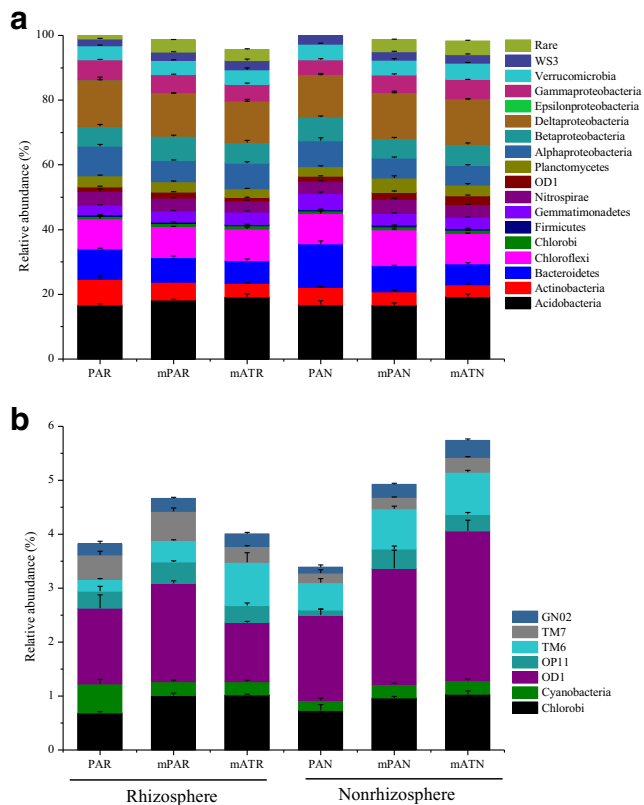 a
100
80
60
40
20
0
Relative abundance (%)
PAR
mPAR
mATR
PAN
mPAN
mATN
Rare
WS3
Verrucomicrobia
Gammaproteobacteria
Epsilonproteobacteria
Deltaproteobacteria
Betaproteobacteria
Alphaproteobacteria
Planctomycetes
OD1
Nitrospirae
Gemmatimonadetes
Firmicutes
Chlorobi
Chloroflexi
Bacteroidetes
Actinobacteria
Acidobacteria
b
6
5
4
3
2
1
0
Relative abundance (%)
PAR
mPAR
mATR
PAN
mPAN
mATN
Rhizosphere
Nonrhizosphere
GN02
TM7
TM6
OP11
OD1
Cyanobacteria
Chlorobi